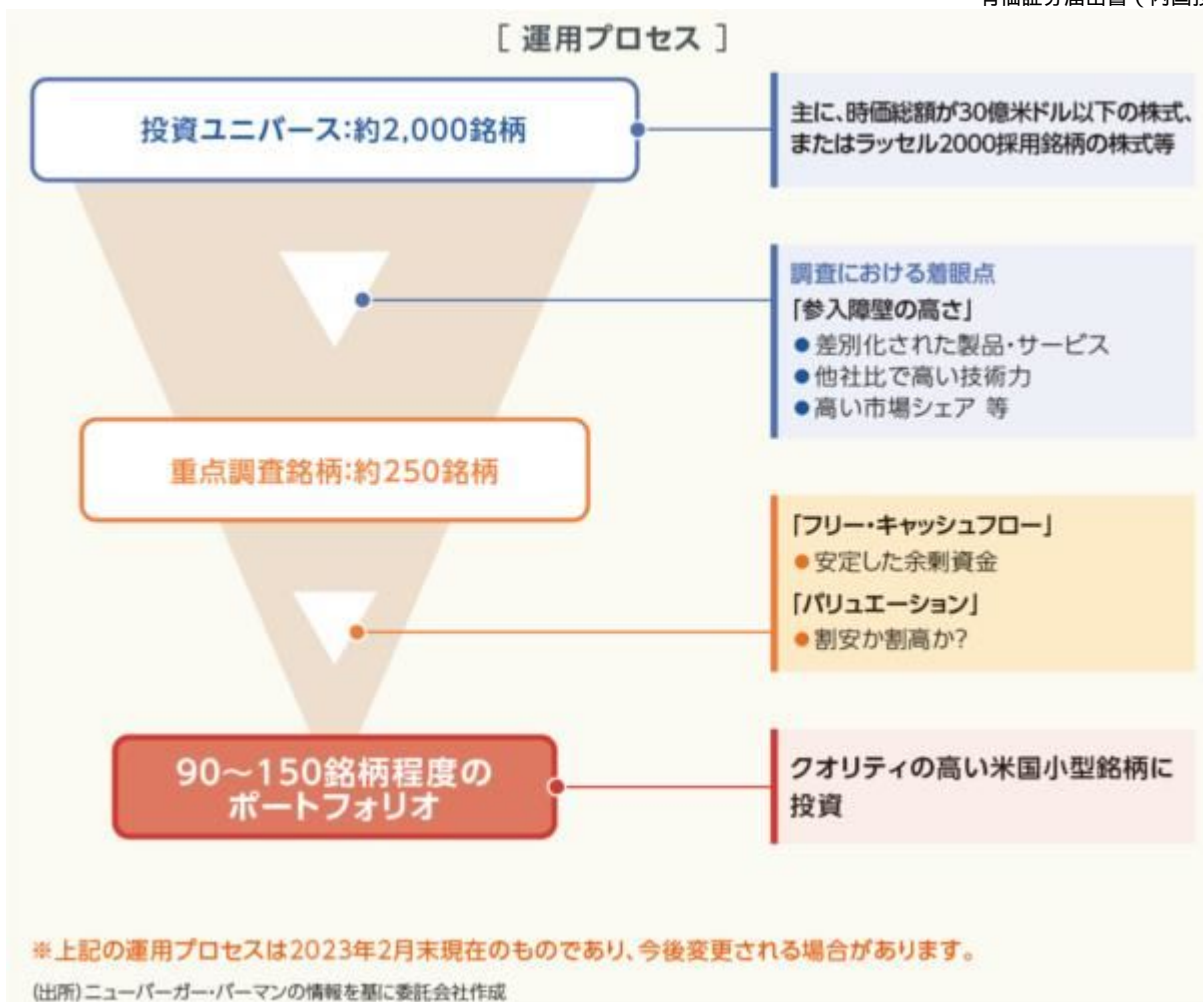 [ 運用プロセス ]
投資ユニバース:約2,000銘柄
主に、時価総額が30億米ドル以下の株式、
またはラッセル2000採用銘柄の株式等
調査における着眼点
「参入障壁の高さ」
●差別化された製品・サービス
●他社比で高い技術力
●高い市場シェア 等
重点調査銘柄:約250銘柄
「フリー・キャッシュフロー」
●安定した余剰資金
「バリュエーション」
●割安か割高か?
90~150銘柄程度の
ポートフォリオ
クオリティの高い米国小型銘柄に
投資
※上記の運用プロセスは2023年2月末現在のものであり、今後変更される場合があります。
(出所)ニューバーガー・バーマンの情報を基に委託会社作成